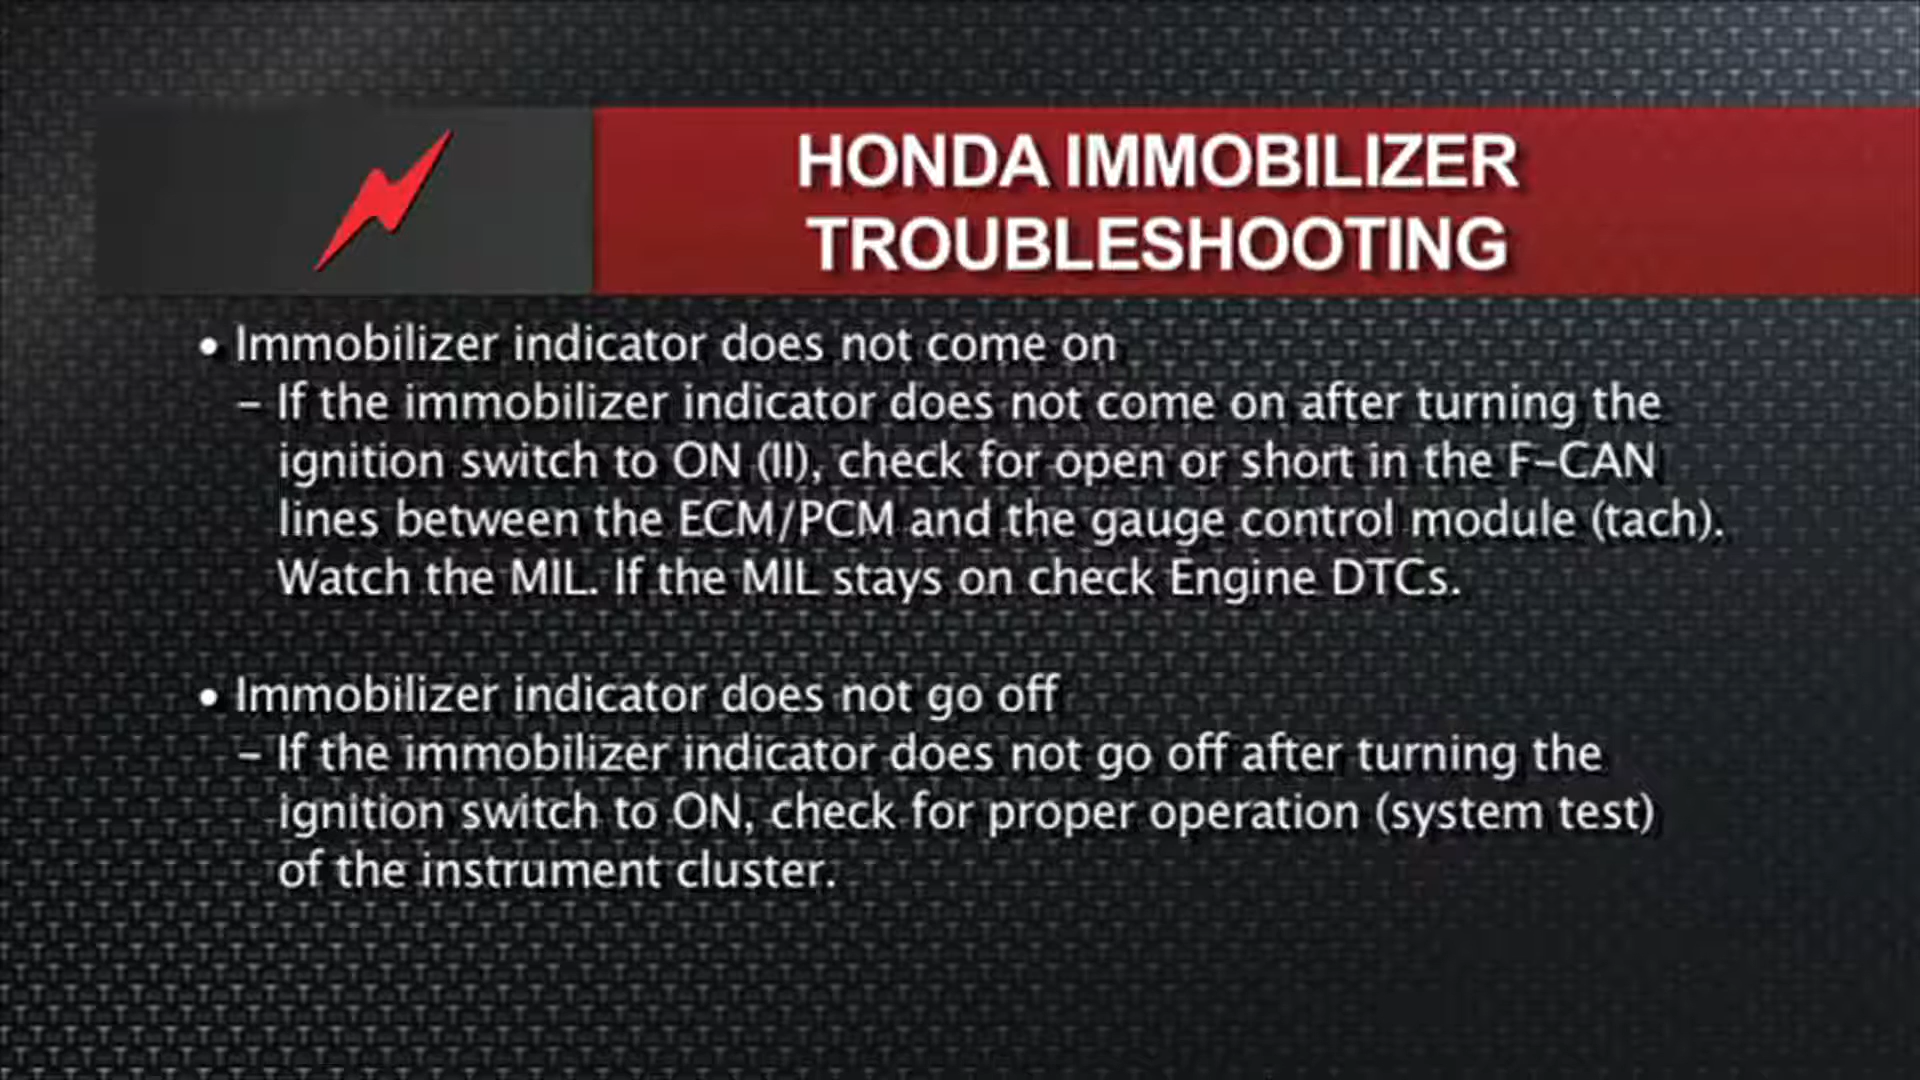 HONDA IMMOBILIZER
TROUBLESHOOTING
• Immobilizer indicator does not come on
– If the immobilizer indicator does not come on after turning the
ignition switch to ON (II), check for open or short in the F-CAN
lines between the ECM/PCM and the gauge control module (tach).
Watch the MIL. If the MIL stays on check Engine DTCs.
• Immobilizer indicator does not go off
– If the immobilizer indicator does not go off after turning the
ignition switch to ON, check for proper operation (system test)
of the instrument cluster.